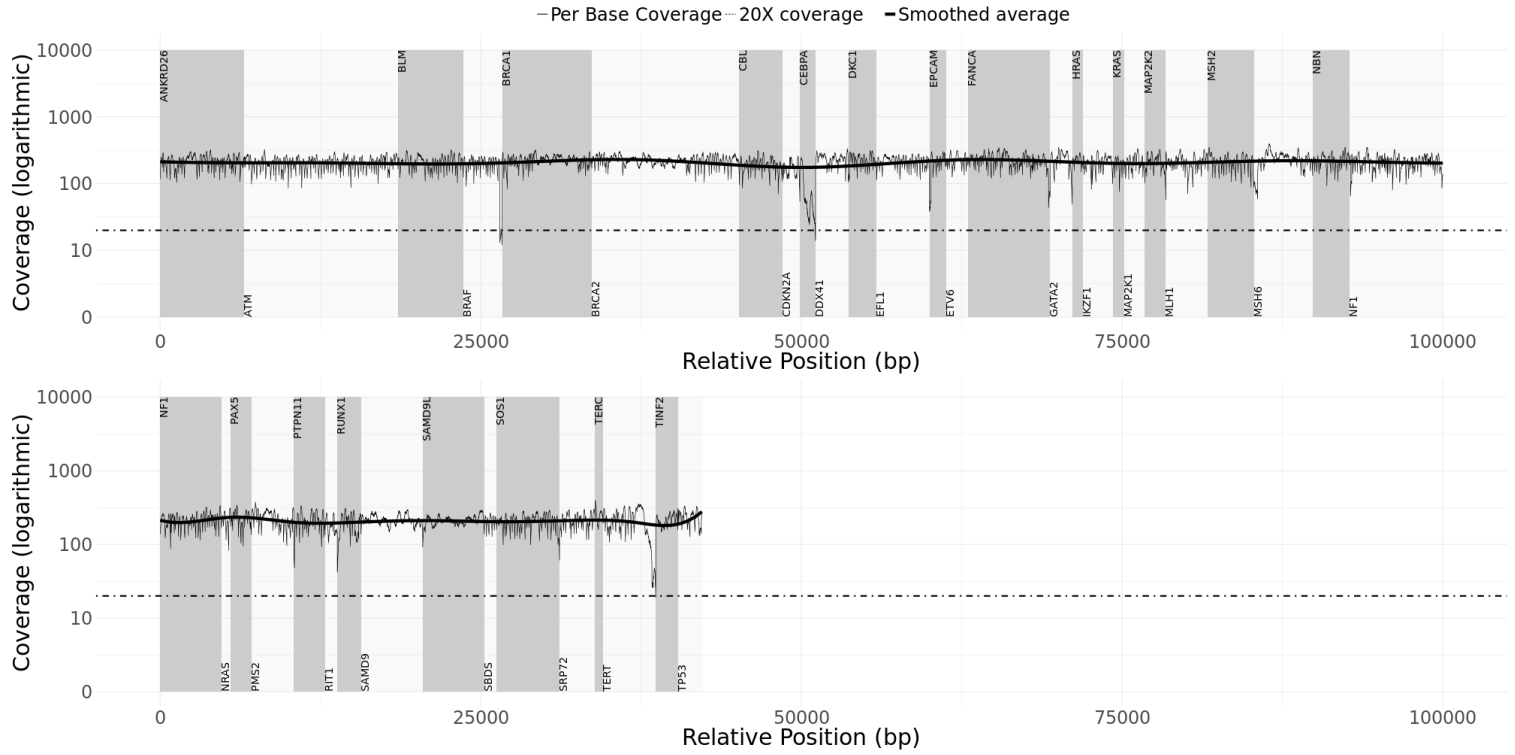 Per Base Coverage 20X coverage Smoothed average
Coverage (logarithmic)
10000
1000
100
10
0
ANKRD26 BLM BRCA1 CBL CEBPA DKC1 EPCAM FANCA HRAS KRAS MAP2K2 MSH2 NBN
ATM BRAF BRCA2 CDKN2A DDX41 EFL1 ETV6 GATA2 IKZF1 MAP2K1 MLH1 MSH6 NF1
0 25000 50000 75000 100000
Relative Position (bp)
Coverage (logarithmic)
10000
1000
100
10
0
NF1 PAX5 PTPN11 RUNX1 SAMD9L SOS1 TERC TINF2
NRAS PMS2 RIT1 SAMD9 SBDS SRP72 TERT TP53
0 25000 50000 75000 100000
Relative Position (bp)